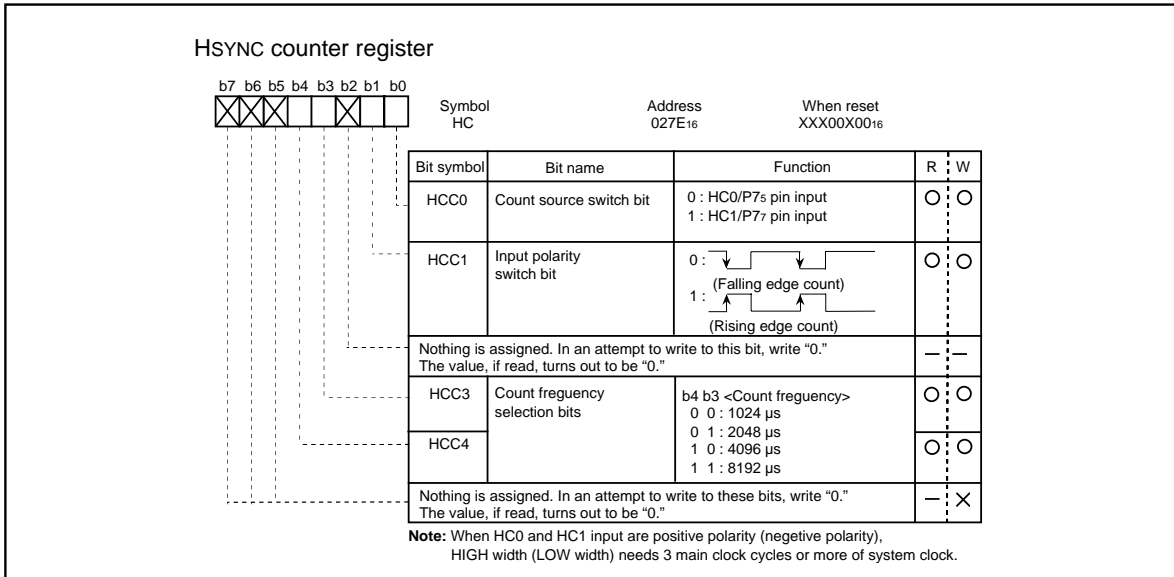 HSYNC counter register
b7 b6 b5 b4 b3 b2 b1 b0
Symbol Address When reset
HC 027E16 XXX00X0016
Bit symbol Bit name Function R W
HCC0 Count source switch bit 0 : HC0/P75 pin input
1 : HC1/P77 pin input
HCC1 Input polarity
switch bit
0 :
(Falling edge count)
1 :
(Rising edge count)
Nothing is assigned. In an attempt to write to this bit, write “0.”
The value, if read, turns out to be “0.”
HCC3 Count freguency
selection bits
b4 b3 <Count freguency>
0 0 : 1024 µs
0 1 : 2048 µs
HCC4 1 0 : 4096 µs
1 1 : 8192 µs
Nothing is assigned. In an attempt to write to these bits, write “0.”
The value, if read, turns out to be “0.”
Note: When HC0 and HC1 input are positive polarity (negetive polarity),
HIGH width (LOW width) needs 3 main clock cycles or more of system clock.